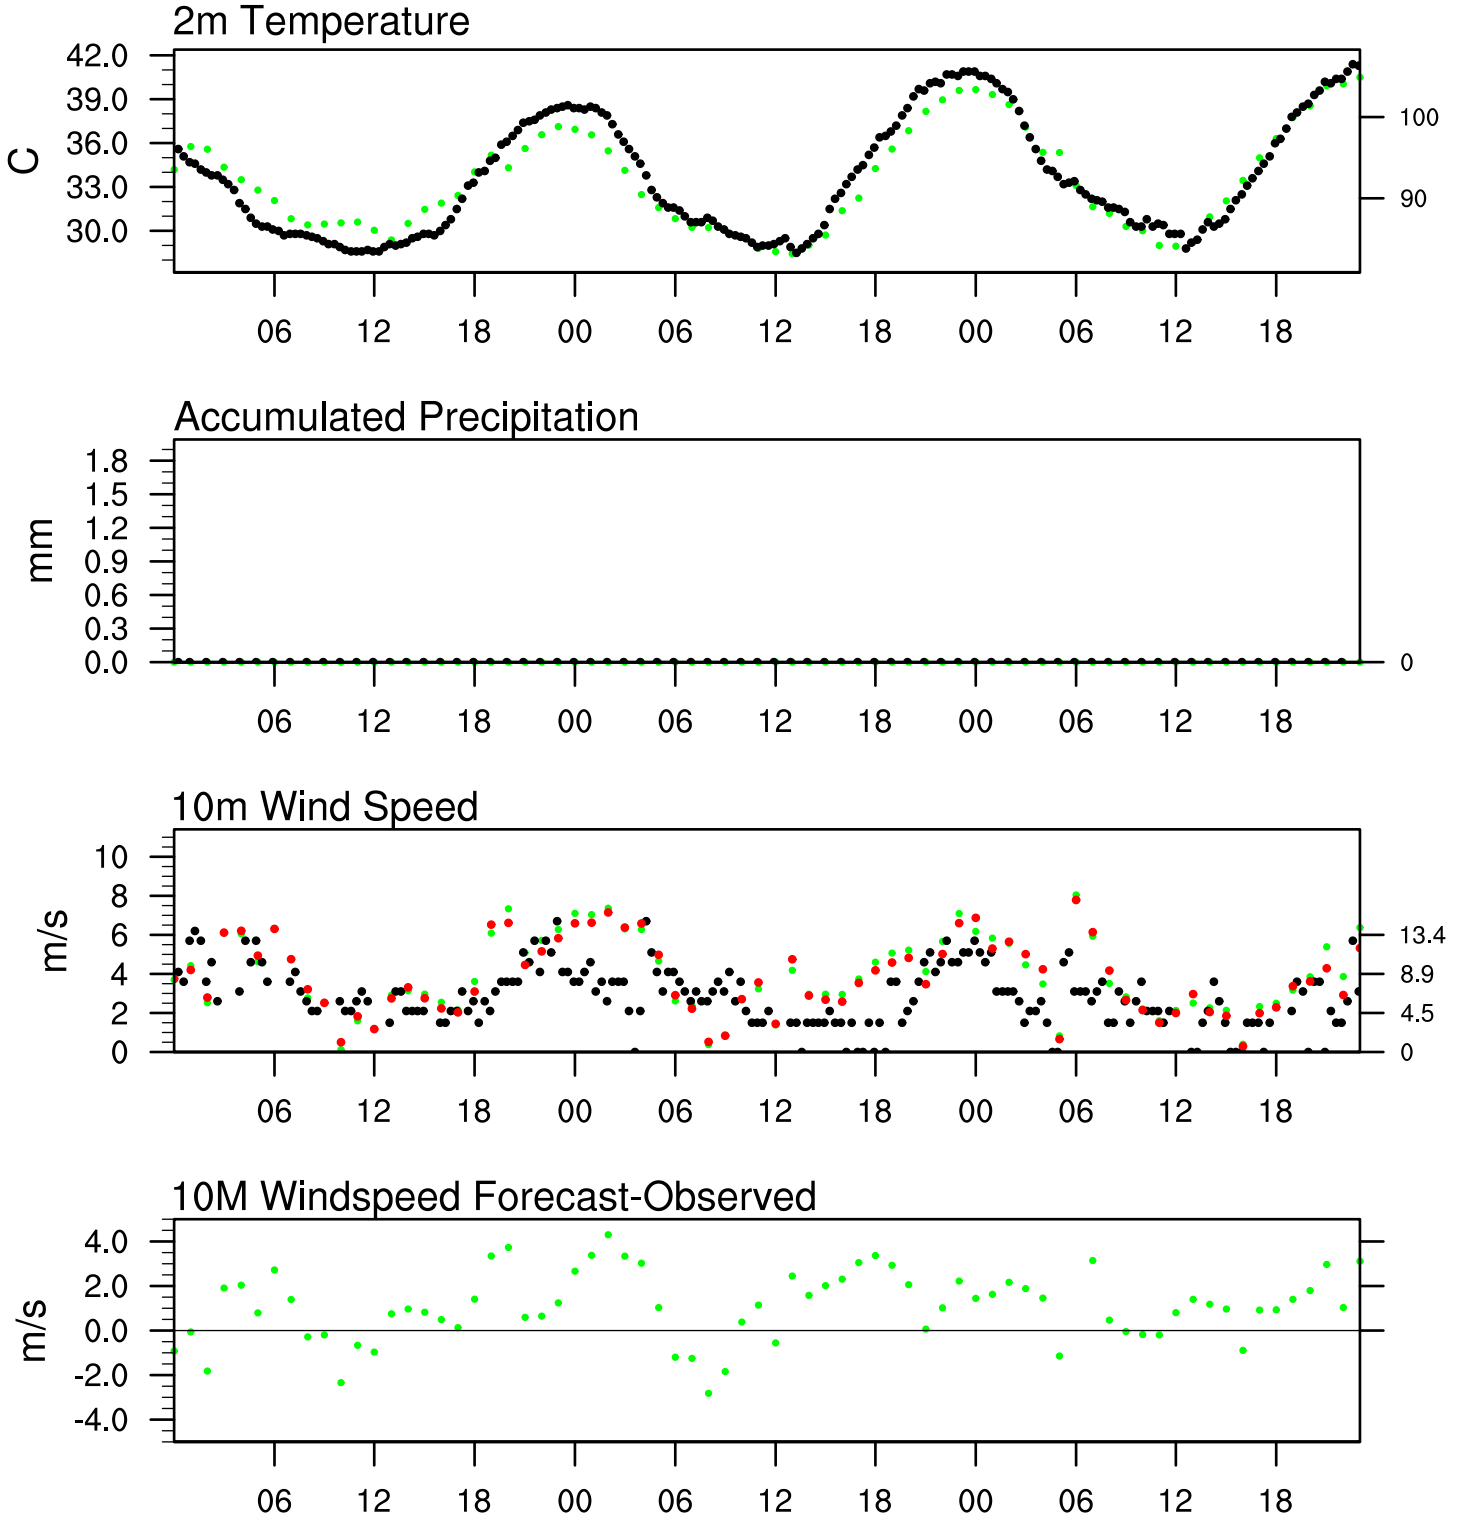 2m Temperature
42.0
39.0
36.0
33.0
30.0
C
100
90
06 12 18 00 06 12 18 00 06 12 18
Accumulated Precipitation
1.8
1.5
1.2
0.9
0.6
0.3
0.0
mm
0
06 12 18 00 06 12 18 00 06 12 18
10m Wind Speed
10
8
6
4
2
0
m/s
13.4
8.9
4.5
0
06 12 18 00 06 12 18 00 06 12 18
10M Windspeed Forecast-Observed
4.0
2.0
0.0
-2.0
-4.0
m/s
06 12 18 00 06 12 18 00 06 12 18